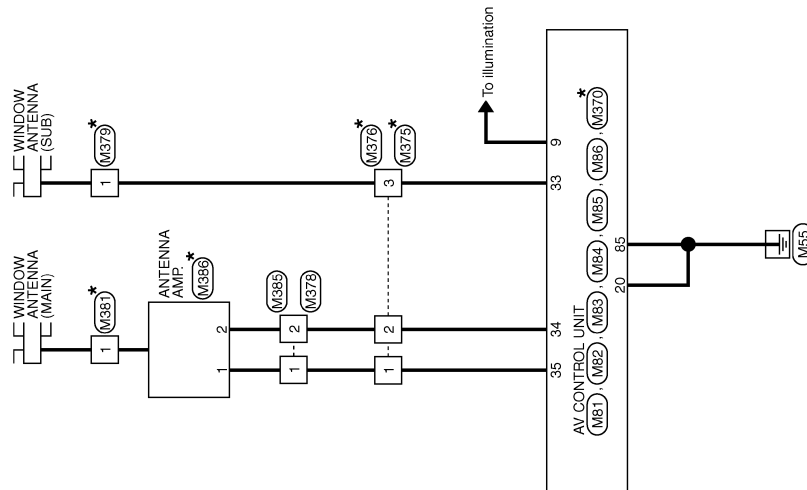 WINDOW
ANTENNA
(MAIN)
WINDOW
ANTENNA
(SUB)
1
* M381
1
* M379
ANTENNA
AMP. *
M386
1
2
M385
M378
1
2
* M376
* M375
1
2
3
To illumination
35
34
33
9
AV CONTROL UNIT
M81 , M82 , M83 , M84 , M85 , M86 , M370 *
20
85
M55